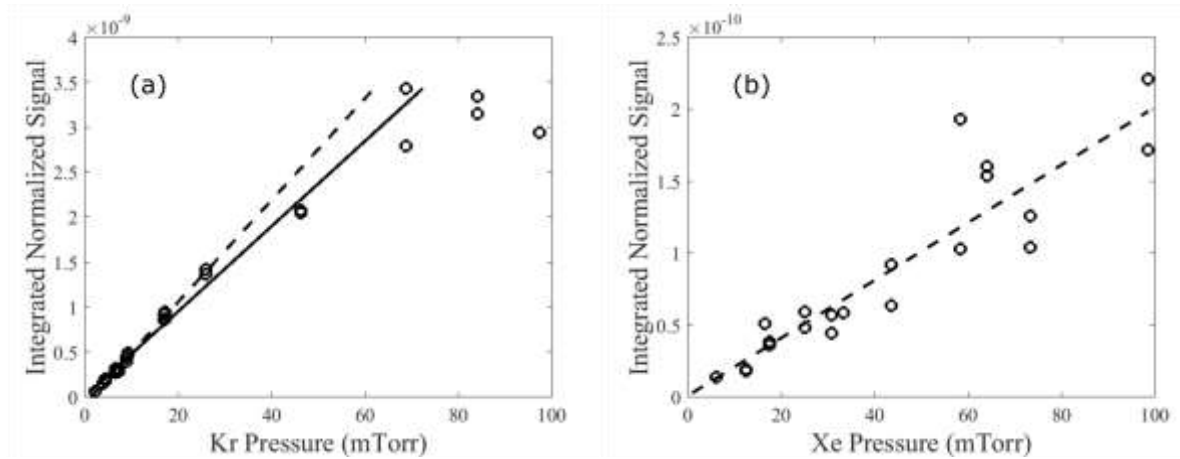 ×10⁻⁹
4
3.5
3
2.5
2
1.5
1
0.5
0
(a)
Integrated Normalized Signal
0 20 40 60 80 100
Kr Pressure (mTorr)
×10⁻¹⁰
2.5
2
1.5
1
0.5
0
(b)
Integrated Normalized Signal
0 20 40 60 80 100
Xe Pressure (mTorr)